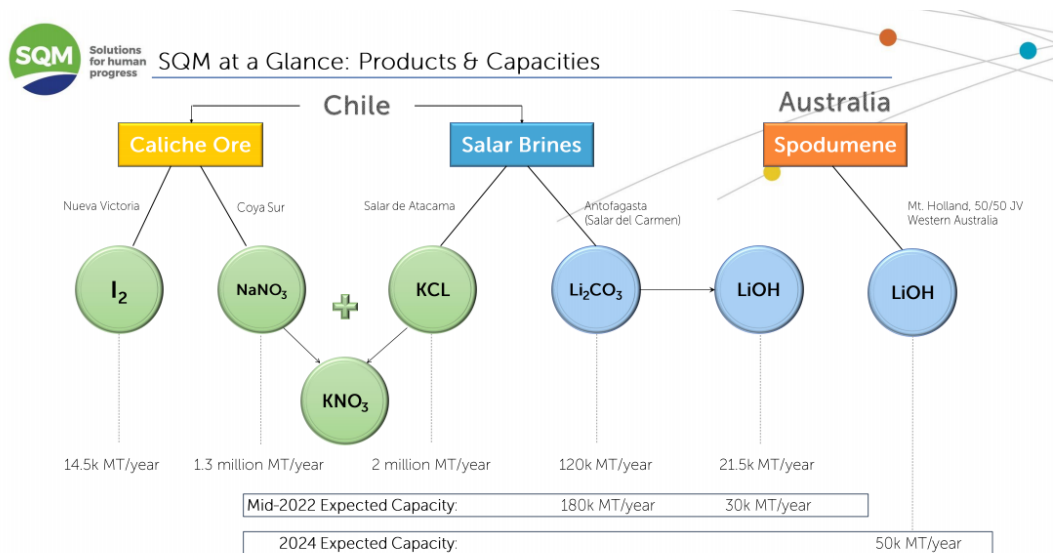 SQM
Solutions
for human
progress
SQM at a Glance: Products & Capacities
Chile
Australia
Caliche Ore
Salar Brines
Spodumene
Nueva Victoria
Coya Sur
Salar de Atacama
Antofagasta
(Salar del Carmen)
Mt. Holland, 50/50 JV
Western Australia
I₂
NaNO₃
+
KCL
Li₂CO₃
LiOH
LiOH
KNO₃
14.5k MT/year
1.3 million MT/year
2 million MT/year
120k MT/year
21.5k MT/year
Mid-2022 Expected Capacity: 180k MT/year 30k MT/year
2024 Expected Capacity: 50k MT/year